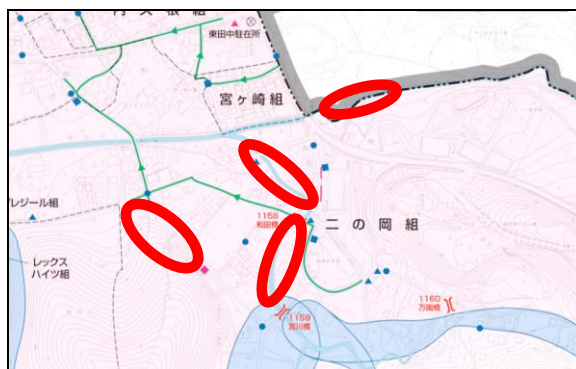 東田中駐在所
宮ヶ崎組
レジール組
1158
和田橋
二の岡組
レックス
ハイツ組
1160
万国橋
1159
宮川橋